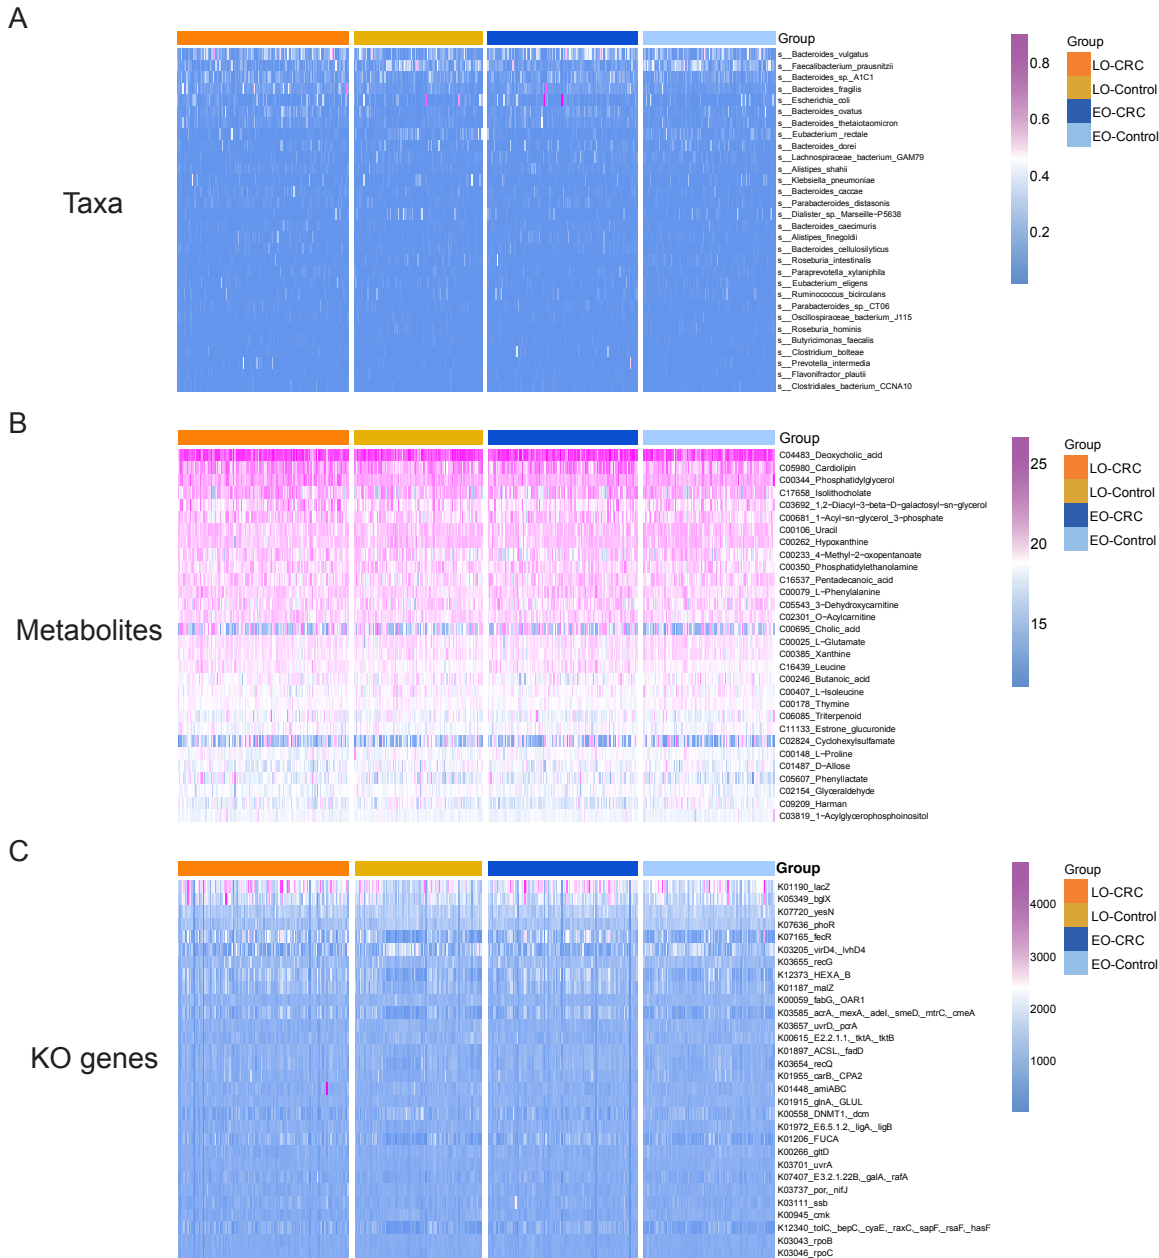 A
Group
s__Bacteroides_vulgatus
s__Faecalibacterium_prausnitzii
s__Bacteroides_sp._A1C1
s__Bacteroides_fragilis
s__Escherichia_coli
s__Bacteroides_ovatus
s__Bacteroides_thetaiotaomicron
s__Eubacterium_rectale
s__Bacteroides_dorei
s__Lachnospiraceae_bacterium_GAM79
s__Alistipes_shahii
s__Klebsiella_pneumoniae
s__Bacteroides_caccae
s__Parabacteroides_distasonis
s__Dialister_sp._Marseille−P5638
s__Bacteroides_caecimuris
s__Alistipes_finegoldii
s__Bacteroides_cellulosilyticus
s__Roseburia_intestinalis
s__Paraprevotella_xylaniphila
s__Eubacterium_eligens
s__Ruminococcus_bicirculans
s__Parabacteroides_sp._CT06
s__Oscillospiraceae_bacterium_J115
s__Roseburia_hominis
s__Butyricimonas_faecalis
s__Clostridium_bolteae
s__Prevotella_intermedia
s__Flavonifractor_plautii
s__Clostridiales_bacterium_CCNA10
Taxa
0.8
0.6
0.4
0.2
Group
LO-CRC
LO-Control
EO-CRC
EO-Control
B
Group
C04483_Deoxycholic_acid
C05980_Cardiolipin
C00344_Phosphatidylglycerol
C17658_Isolithocholate
C03692_1,2−Diacyl−3−beta−D−galactosyl−sn−glycerol
C00681_1−Acyl−sn−glycerol_3−phosphate
C00106_Uracil
C00262_Hypoxanthine
C00233_4−Methyl−2−oxopentanoate
C00350_Phosphatidylethanolamine
C16537_Pentadecanoic_acid
C00079_L−Phenylalanine
C05543_3−Dehydroxycarnitine
C02301_O−Acylcarnitine
C00695_Cholic_acid
C00025_L−Glutamate
C00385_Xanthine
C16439_Leucine
C00246_Butanoic_acid
C00407_L−Isoleucine
C00178_Thymine
C06085_Triterpenoid
C11133_Estrone_glucuronide
C02824_Cyclohexylsulfamate
C00148_L−Proline
C01487_D−Allose
C05607_Phenyllactate
C02154_Glyceraldehyde
C09209_Harman
C03819_1−Acylglycerophosphoinositol
Metabolites
25
20
15
Group
LO-CRC
LO-Control
EO-CRC
EO-Control
C
Group
K01190_lacZ
K05349_bglX
K07720_yesN
K07636_phoR
K07165_fecR
K03205_virD4,_lvhD4
K03655_recG
K12373_HEXA_B
K01187_malZ
K00059_fabG,_OAR1
K03585_acrA,_mexA,_adeI,_smeD,_mtrC,_cmeA
K03657_uvrD,_pcrA
K00615_E2.2.1.1,_tktA,_tktB
K01897_ACSL,_fadD
K03654_recQ
K01955_carB,_CPA2
K01448_amiABC
K01915_glnA,_GLUL
K00558_DNMT1,_dcm
K01972_E6.5.1.2,_ligA,_ligB
K01206_FUCA
K00266_gltD
K03701_uvrA
K07407_E3.2.1.22B,_galA,_rafA
K03737_por,_nifJ
K03111_ssb
K00945_cmk
K12340_tolC,_bepC,_cyaE,_raxC,_sapF,_rsaF,_hasF
K03043_rpoB
K03046_rpoC
KO genes
4000
3000
2000
1000
Group
LO-CRC
LO-Control
EO-CRC
EO-Control